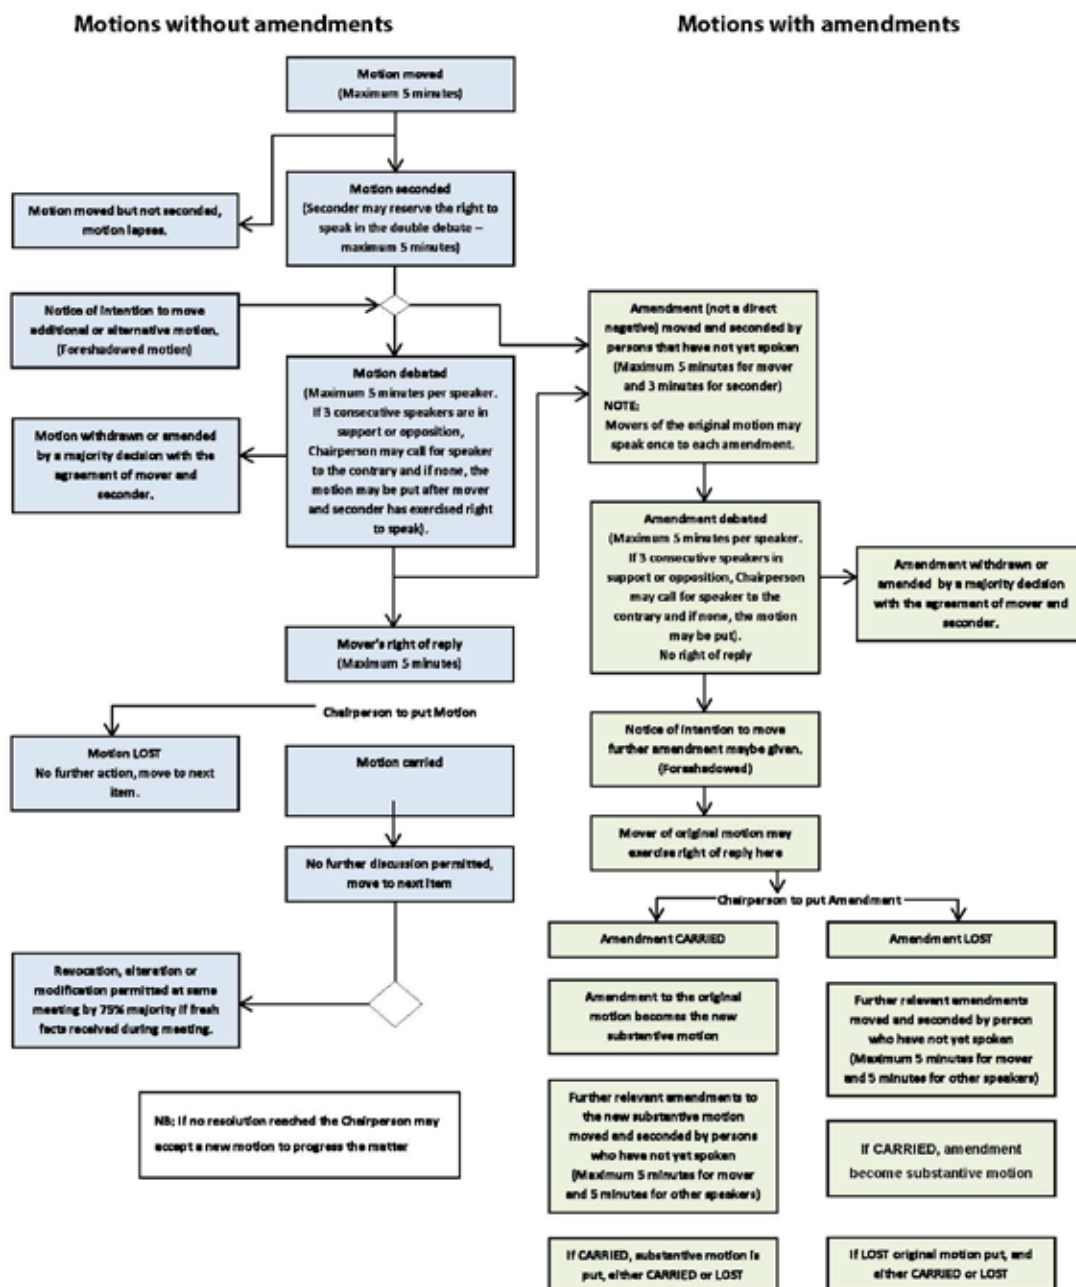 Motions without amendments
Motions with amendments
Motion moved
(Maximum 5 minutes)
Motion moved but not seconded,
motion lapses.
Motion seconded
(Seconder may reserve the right to
speak in the double debate –
maximum 5 minutes)
Notice of intention to move
additional or alternative motion.
(Foreshadowed motion)
Motion debated
(Maximum 5 minutes per speaker.
If 3 consecutive speakers are in
support or opposition,
Chairperson may call for speaker
to the contrary and if none, the
motion may be put after mover
and seconder has exercised right
to speak).
Motion withdrawn or amended
by a majority decision with the
agreement of mover and
seconder.
Mover's right of reply
(Maximum 5 minutes)
Chairperson to put Motion
Motion LOST
No further action, move to next
item.
Motion carried
No further discussion permitted,
move to next item
Revocation, alteration or
modification permitted at same
meeting by 75% majority if fresh
facts received during meeting.
NB: If no resolution reached the Chairperson may
accept a new motion to progress the matter
Amendment (not a direct
negative) moved and seconded by
persons that have not yet spoken
(Maximum 5 minutes for mover
and 3 minutes for seconder)
NOTE:
Movers of the original motion may
speak once to each amendment.
Amendment debated
(Maximum 5 minutes per speaker.
If 3 consecutive speakers in
support or opposition, Chairperson
may call for speaker to the
contrary and if none, the motion
may be put).
No right of reply
Amendment withdrawn or
amended by a majority decision
with the agreement of mover and
seconder.
Notice of intention to move
further amendment maybe given.
(Foreshadowed)
Mover of original motion may
exercise right of reply here
Chairperson to put Amendment
Amendment CARRIED
Amendment to the original
motion becomes the new
substantive motion
Further relevant amendments to
the new substantive motion
moved and seconded by persons
who have not yet spoken
(Maximum 5 minutes for mover
and 5 minutes for other speakers)
If CARRIED, substantive motion is
put, either CARRIED or LOST
Amendment LOST
Further relevant amendments
moved and seconded by person
who have not yet spoken
(Maximum 5 minutes for mover
and 5 minutes for other speakers)
If CARRIED, amendment
become substantive motion
If LOST original motion put, and
either CARRIED or LOST